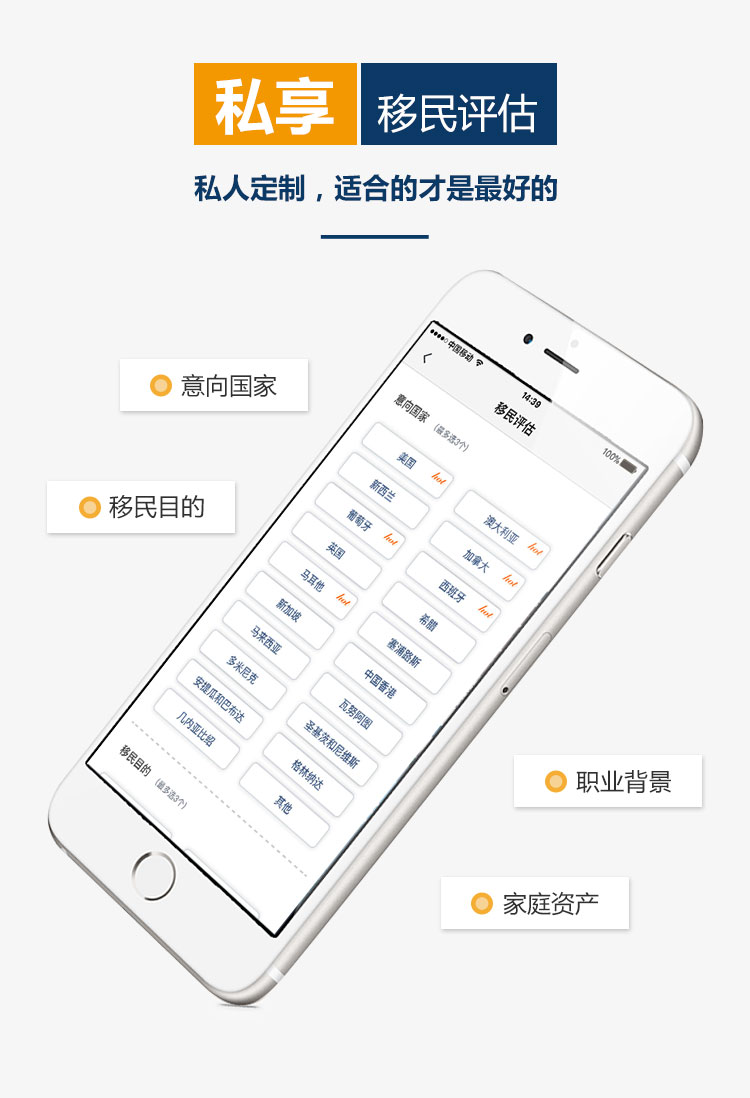 私享 移民评估
私人定制，适合的才是最好的
意向国家
移民目的
职业背景
家庭资产
中国移动
14:39
100%
移民评估
意向国家 (最多选3个)
美国 hot
澳大利亚 hot
新西兰
加拿大 hot
葡萄牙 hot
西班牙 hot
英国
希腊
马耳他 hot
塞浦路斯
新加坡
中国香港
马来西亚
瓦努阿图
多米尼克
圣基茨和尼维斯
安提瓜和巴布达
格林纳达
几内亚比绍
其他
移民目的 (最多选3个)